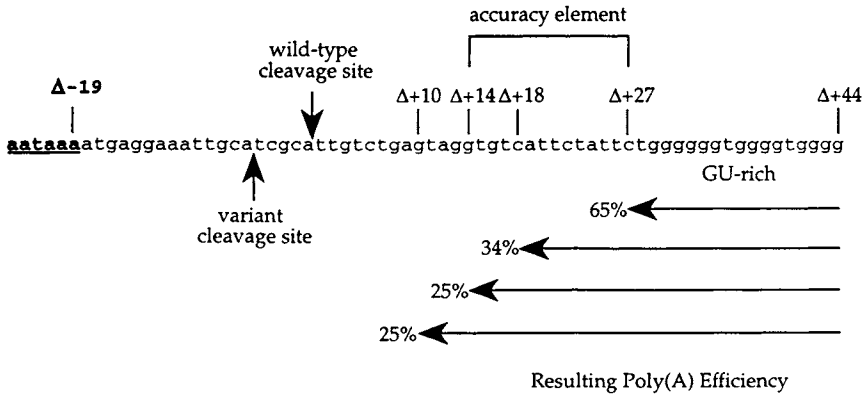 accuracy element
wild-type
cleavage site
Δ-19
Δ+10 Δ+14 Δ+18 Δ+27 Δ+44
aataaaatgaggaaattgcatcgcattgtctgagtaggtgtcattctattctggggggtggggtgggg
GU-rich
variant
cleavage site
65%
34%
25%
25%
Resulting Poly(A) Efficiency